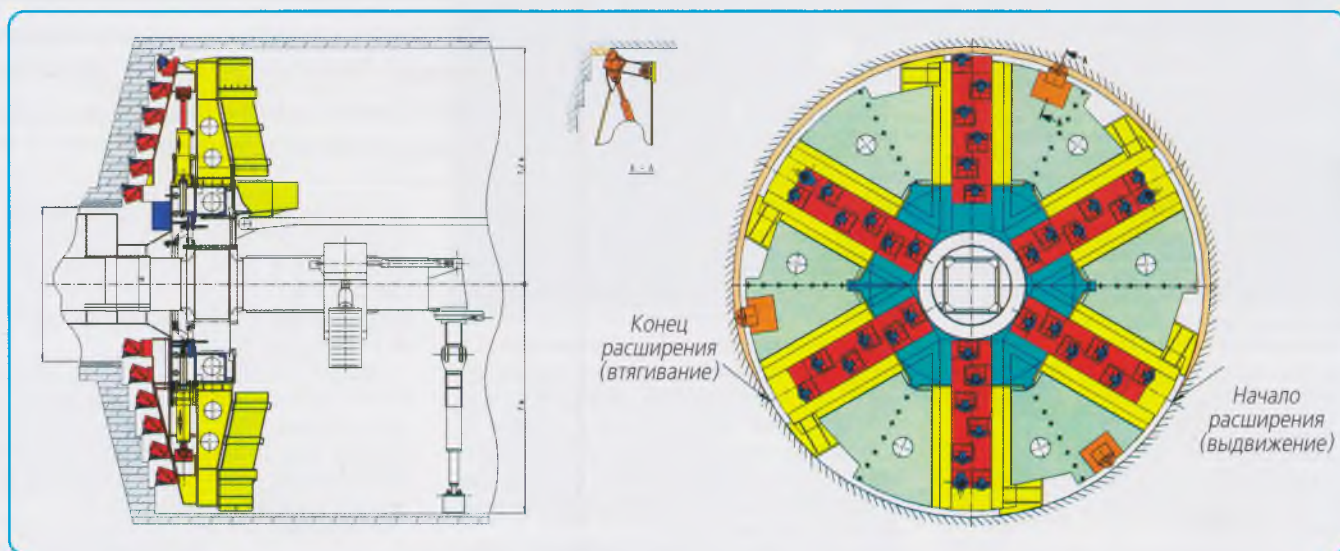 А - А
Конец
расширения
(втягивание)
Начало
расширения
(выдвижение)